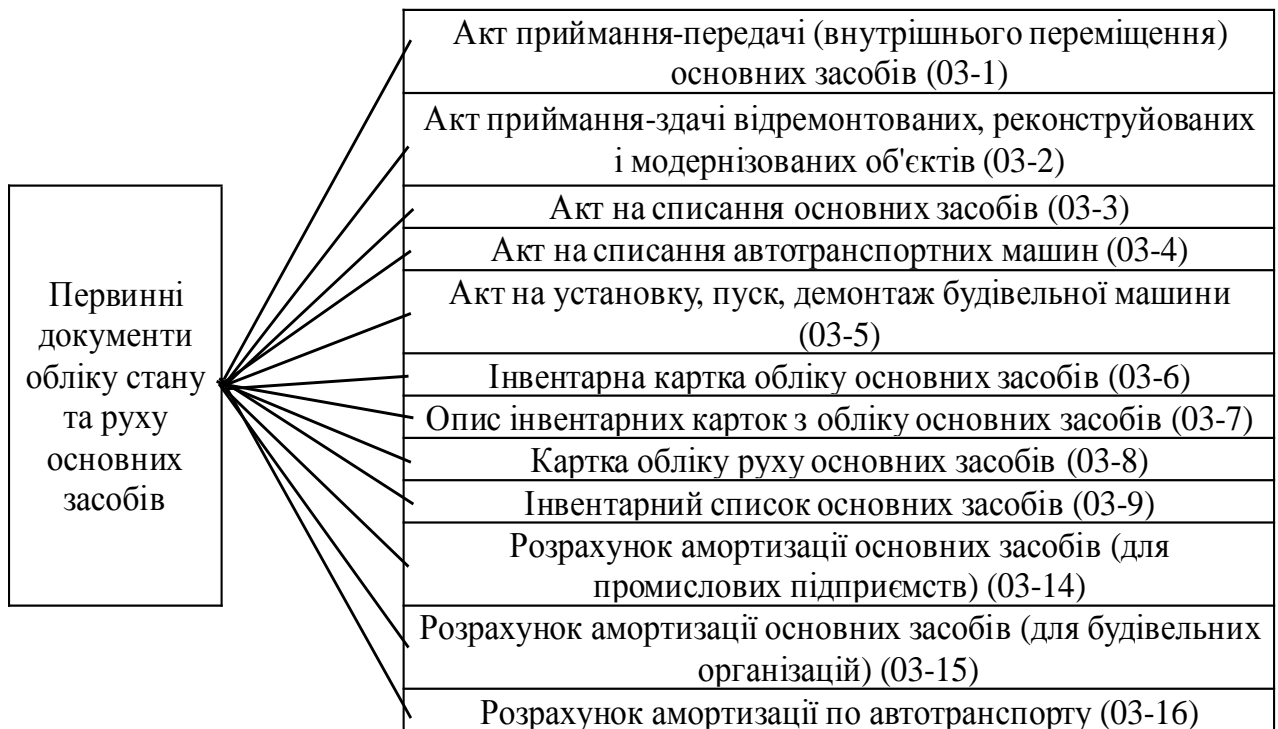 Первинні
документи
обліку стану
та руху
основних
засобів
Акт приймання-передачі (внутрішнього переміщення)
основних засобів (03-1)
Акт приймання-здачі відремонтованих, реконструйованих
і модернізованих об'єктів (03-2)
Акт на списання основних засобів (03-3)
Акт на списання автотранспортних машин (03-4)
Акт на установку, пуск, демонтаж будівельної машини
(03-5)
Інвентарна картка обліку основних засобів (03-6)
Опис інвентарних карток з обліку основних засобів (03-7)
Картка обліку руху основних засобів (03-8)
Інвентарний список основних засобів (03-9)
Розрахунок амортизації основних засобів (для
промислових підприємств) (03-14)
Розрахунок амортизації основних засобів (для будівельних
організацій) (03-15)
Розрахунок амортизації по автотранспорту (03-16)